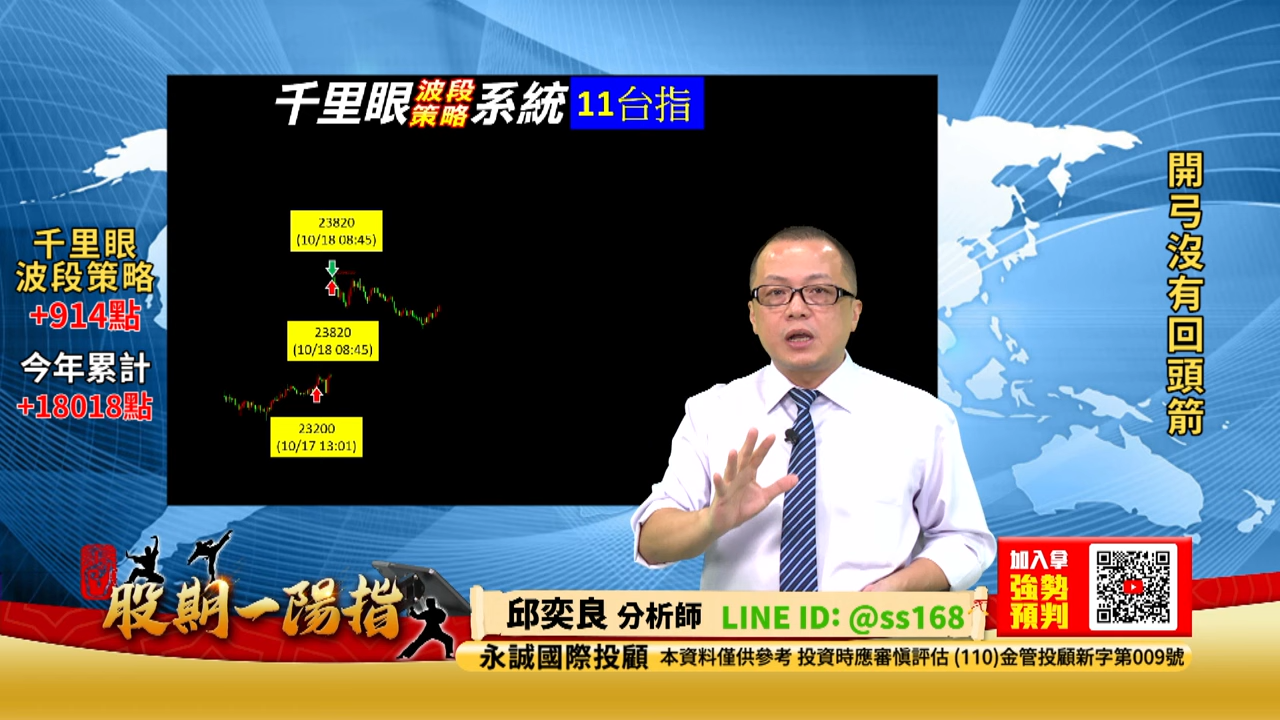 千里眼波段策略系統 11台指
23820
(10/18 08:45)
23820
(10/18 08:45)
23200
(10/17 13:01)
千里眼
波段策略
+914點
今年累計
+18018點
開弓沒有回頭箭
股期一陽指
邱奕良 分析師 LINE ID: @ss168
加入拿
強勢
預判
永誠國際投顧 本資料僅供參考 投資時應審慎評估 (110)金管投顧新字第009號